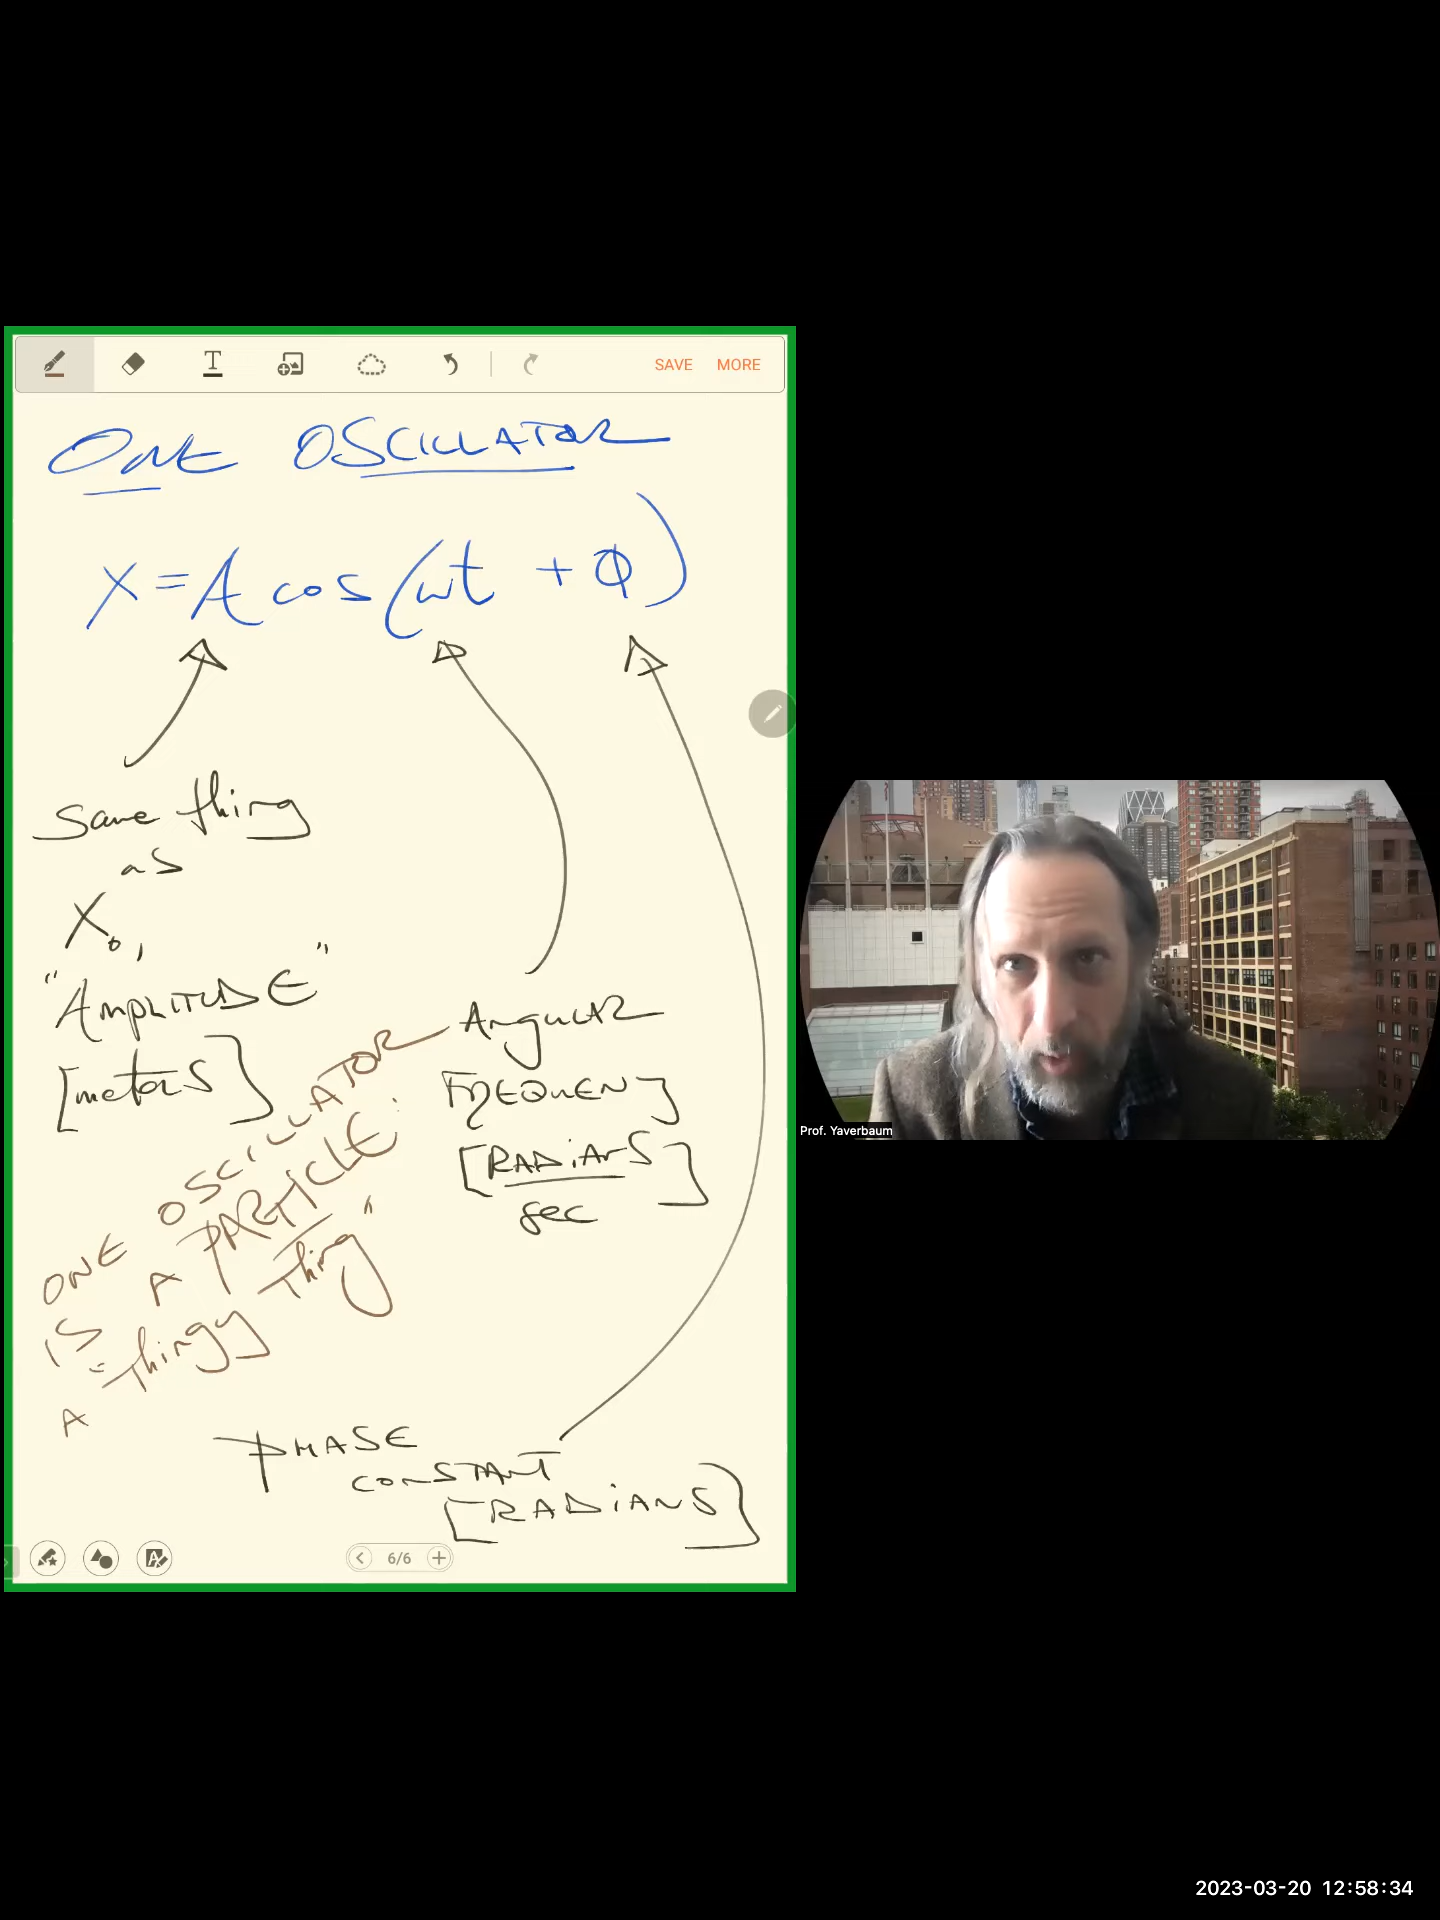 T
SAVE MORE
ONE OSCILLATOR
X = A cos(ωt + Φ)
Same thing
as
X₀,
"AMPLITUDE"
[meters]
Angular
FREQUENCY
[RADIANS
sec]
ONE OSCILLATOR
IS A PARTICLE:
A "Thingy Thing"
PHASE
CONSTANT
[RADIANS]
6/6
Prof. Yaverbaum
2023-03-20 12:58:34